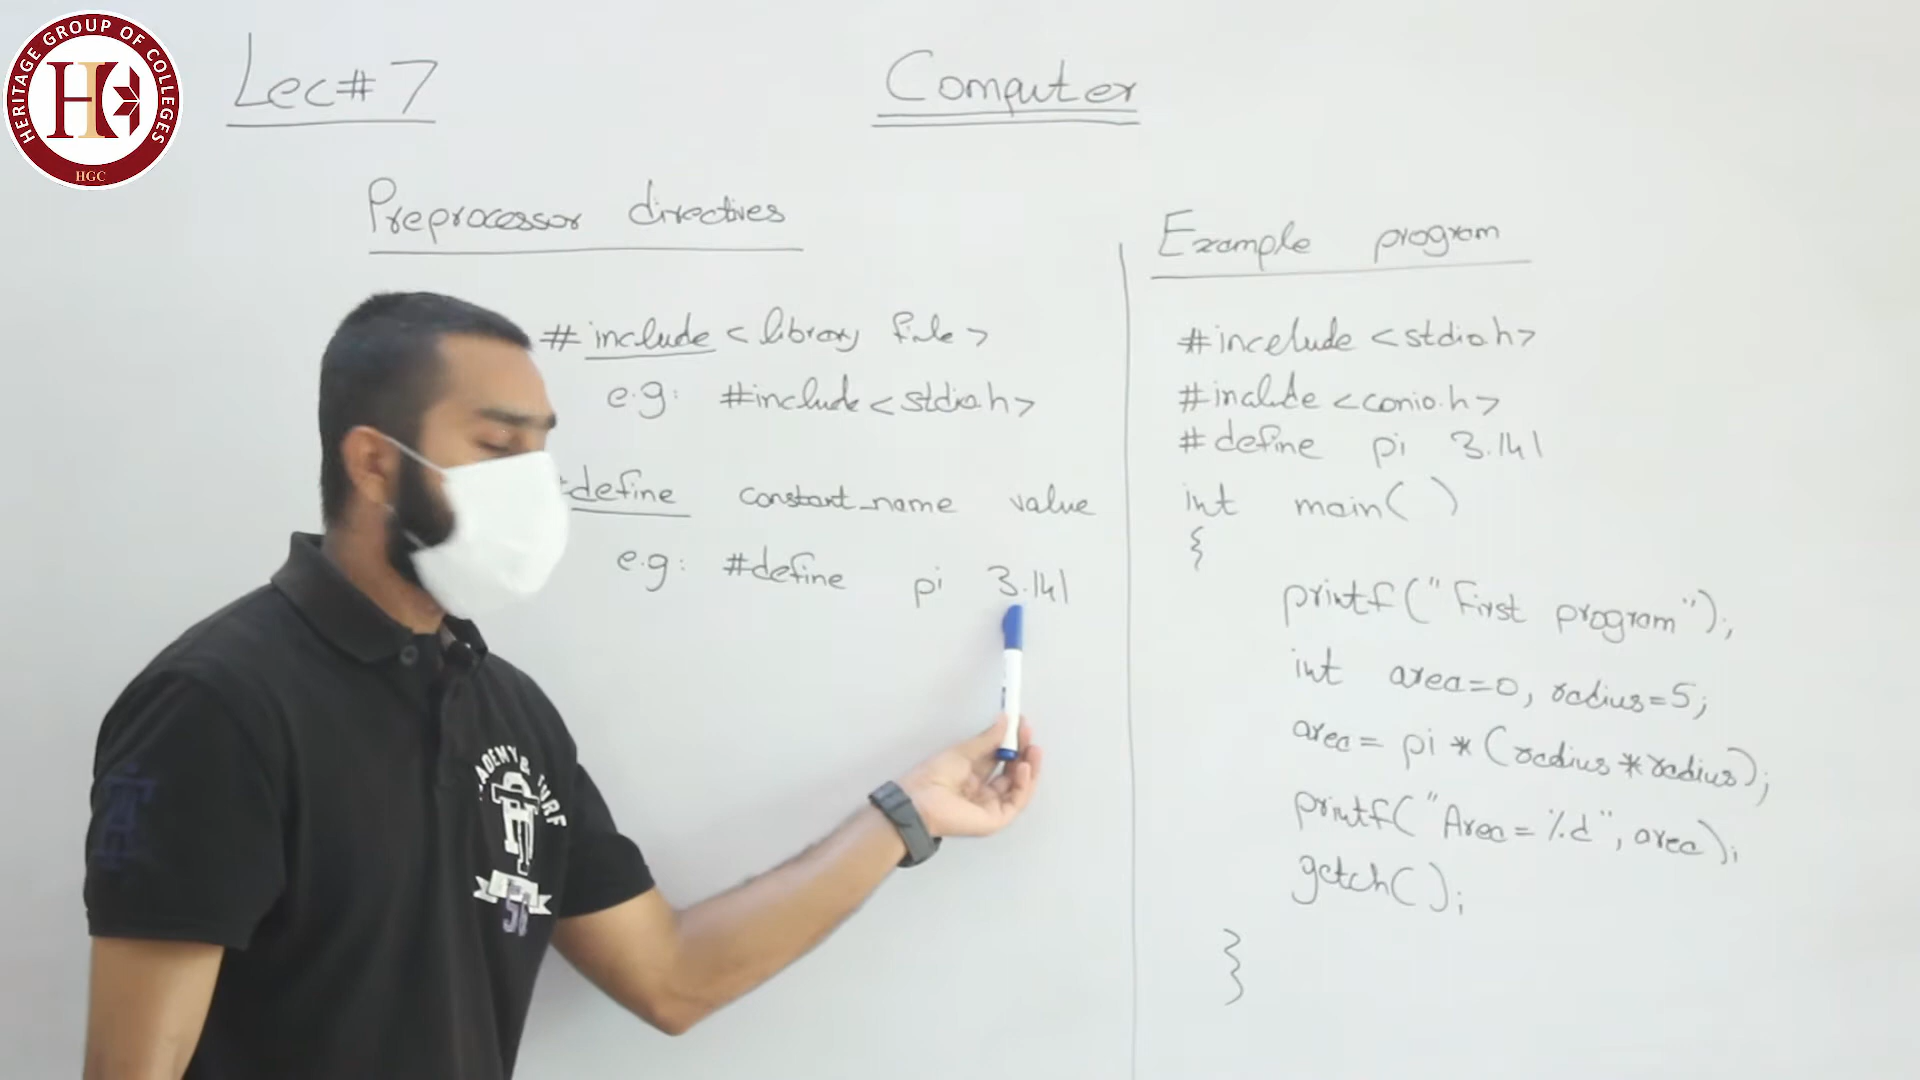 HERITAGE GROUP OF COLLEGES
HGC
Lec# 7
Computer
Preprocessor directives
#include <library file>
e.g: #include <stdio.h>
define constant_name value
e.g: #define pi 3.141
Example program
#incelude <stdio.h>
#include <conio.h>
#define pi 3.141
int main( )
{
printf("First program");
int area=0, radius=5;
area= pi * (radius * radius);
printf("Area= %d", area);
getch();
}
50